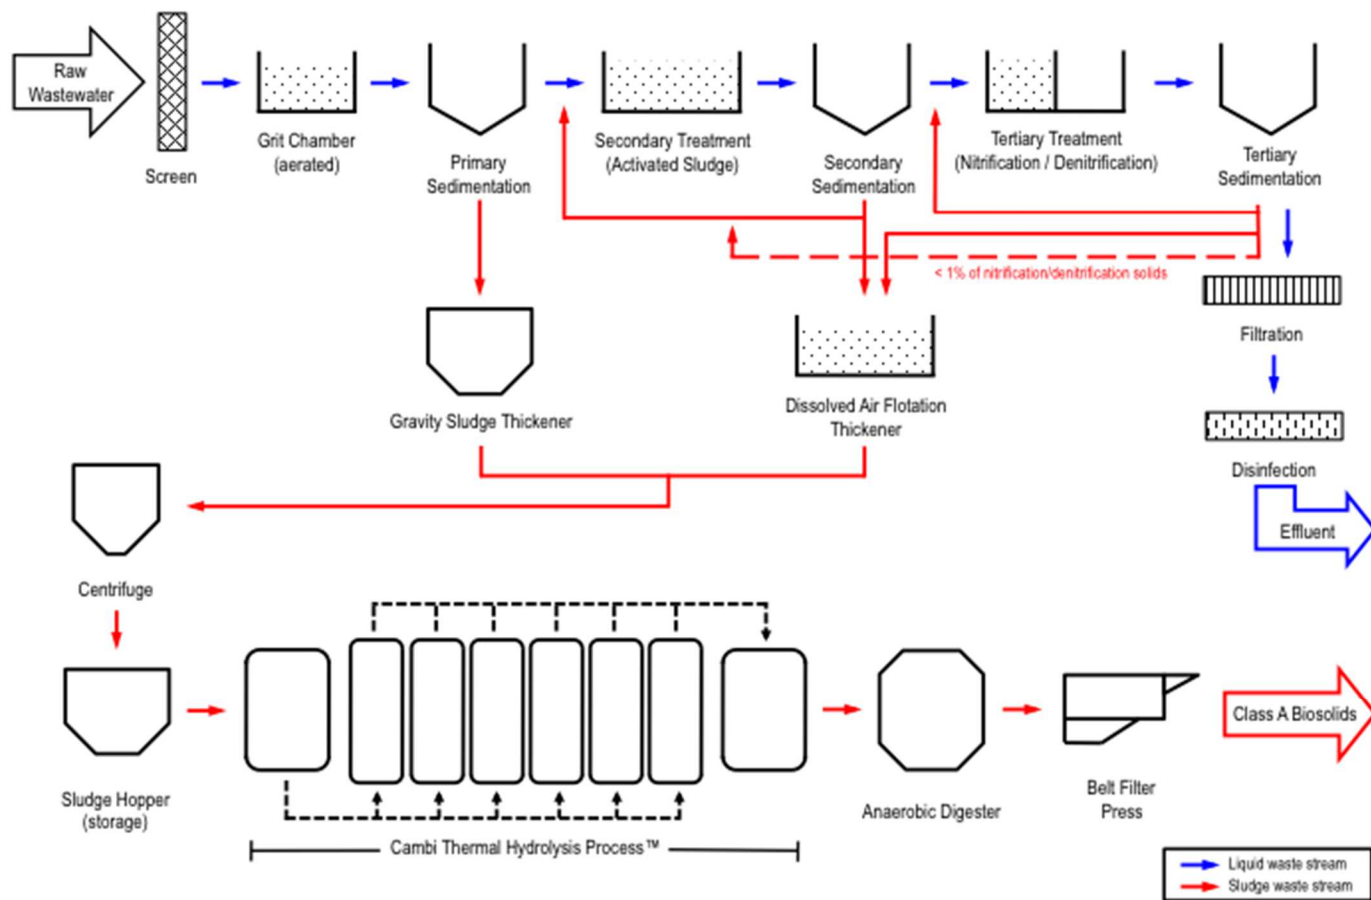 Raw
Wastewater
Screen
Grit Chamber
(aerated)
Primary
Sedimentation
Secondary Treatment
(Activated Sludge)
Secondary
Sedimentation
Tertiary Treatment
(Nitrification / Denitrification)
Tertiary
Sedimentation
< 1% of nitrification/denitrification solids
Filtration
Gravity Sludge Thickener
Dissolved Air Flotation
Thickener
Disinfection
Effluent
Centrifuge
Sludge Hopper
(storage)
Cambi Thermal Hydrolysis Process™
Anaerobic Digester
Belt Filter
Press
Class A Biosolids
Liquid waste stream
Sludge waste stream